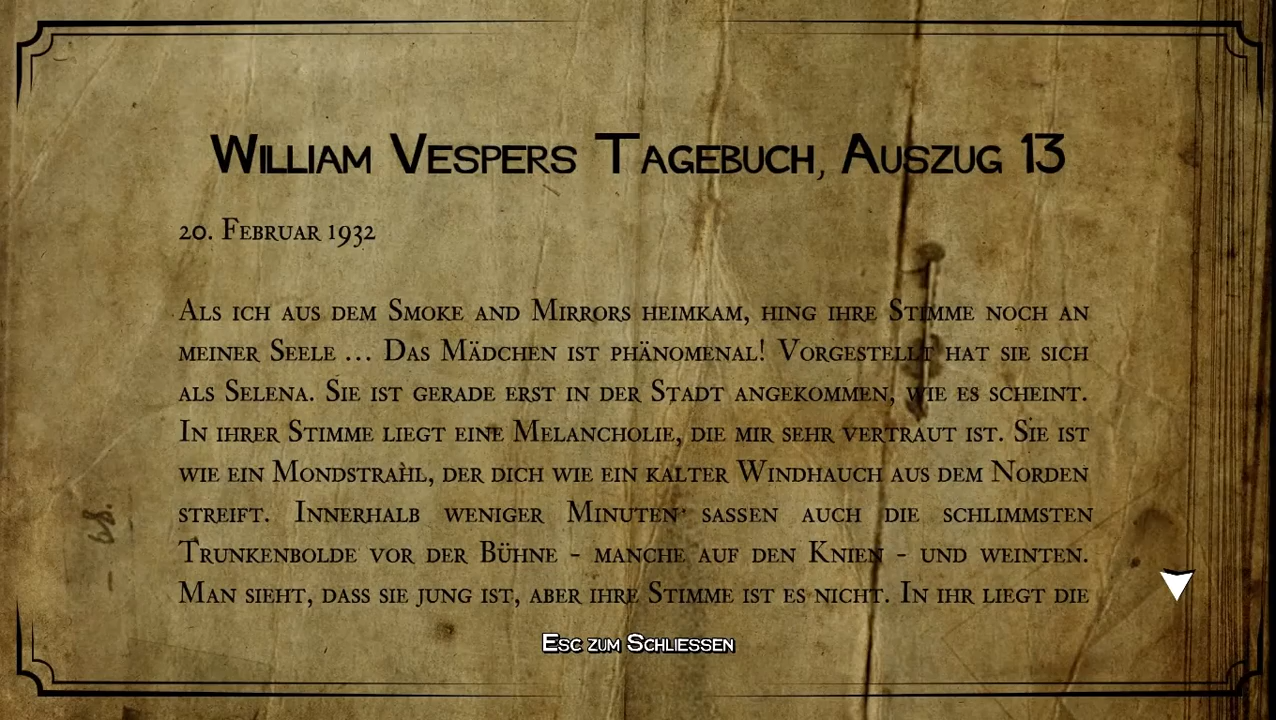 William Vespers Tagebuch, Auszug 13
20. Februar 1932
Als ich aus dem Smoke and Mirrors heimkam, hing ihre Stimme noch an
meiner Seele ... Das Mädchen ist phänomenal! Vorgestellt hat sie sich
als Selena. Sie ist gerade erst in der Stadt angekommen, wie es scheint.
In ihrer Stimme liegt eine Melancholie, die mir sehr vertraut ist. Sie ist
wie ein Mondstrahl, der dich wie ein kalter Windhauch aus dem Norden
streift. Innerhalb weniger Minuten sassen auch die schlimmsten
Trunkenbolde vor der Bühne - manche auf den Knien - und weinten.
Man sieht, dass sie jung ist, aber ihre Stimme ist es nicht. In ihr liegt die
Esc zum Schliessen